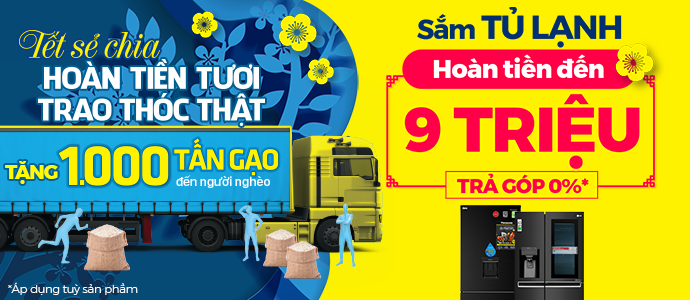 Tết sẻ chia
HOÀN TIỀN TƯƠI
TRAO THÓC THẬT
TẶNG 1.000 TẤN GẠO
đến người nghèo
*Áp dụng tuỳ sản phẩm
Sắm TỦ LẠNH
Hoàn tiền đến
9 TRIỆU
TRẢ GÓP 0%*